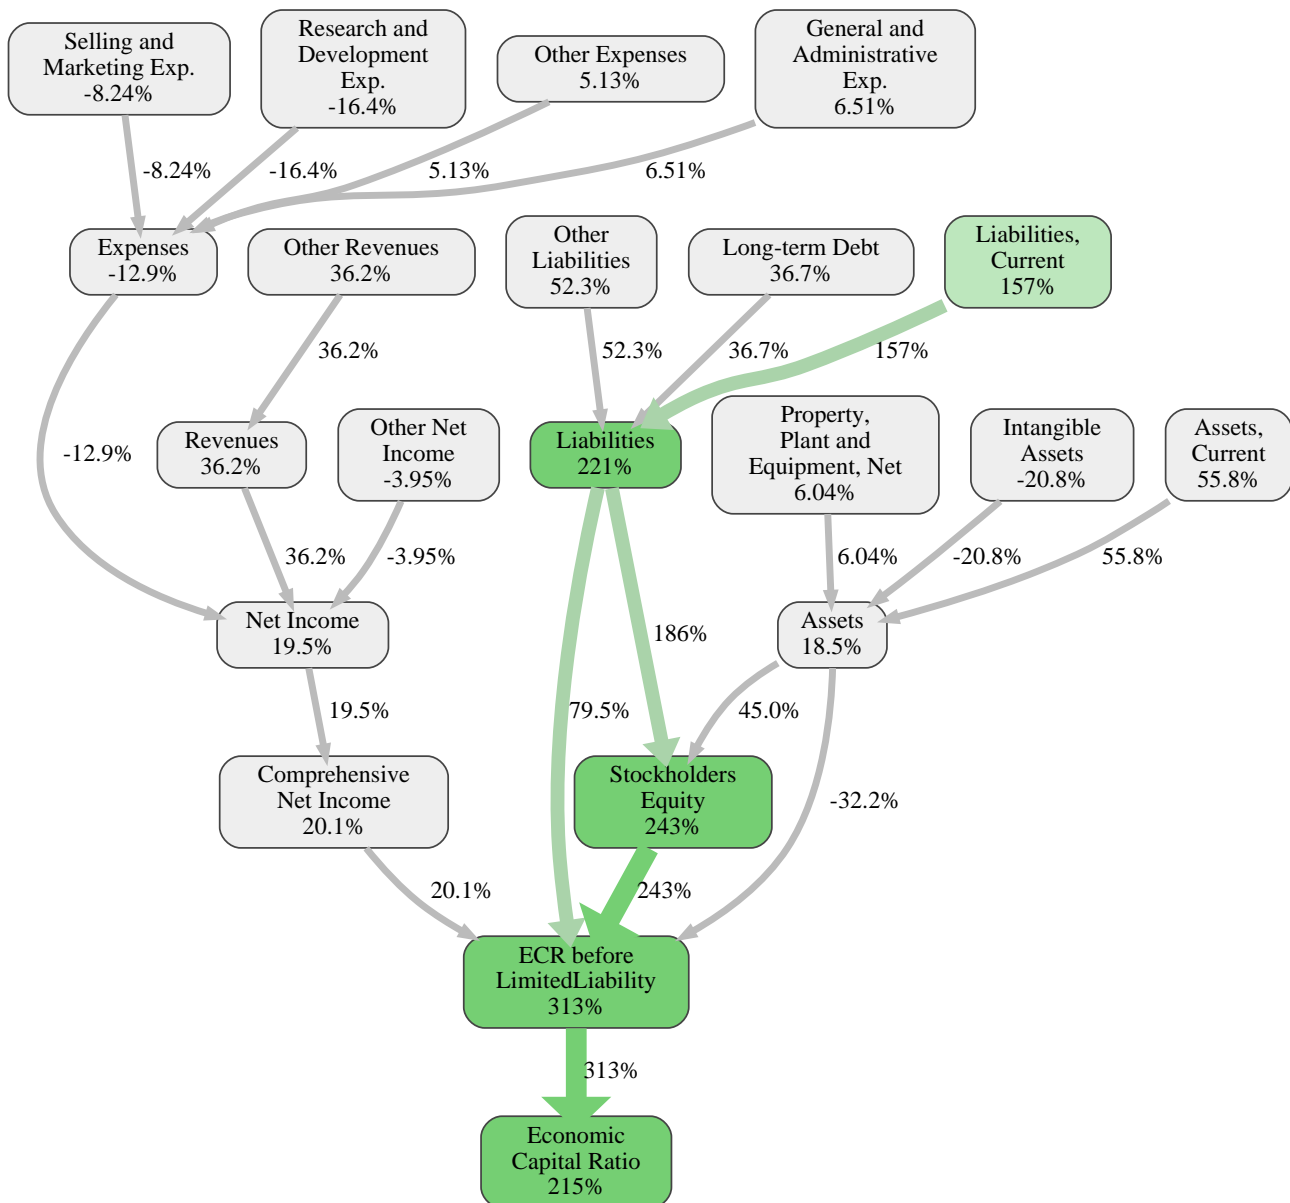 Selling and
Marketing Exp.
-8.24%
Research and
Development
Exp.
-16.4%
Other Expenses
5.13%
General and
Administrative
Exp.
6.51%
-8.24%
-16.4%
5.13%
6.51%
Expenses
-12.9%
Other Revenues
36.2%
Other
Liabilities
52.3%
Long-term Debt
36.7%
Liabilities,
Current
157%
36.2%
52.3%
36.7%
157%
Revenues
36.2%
Other Net
Income
-3.95%
Liabilities
221%
Property,
Plant and
Equipment, Net
6.04%
Intangible
Assets
-20.8%
Assets,
Current
55.8%
-12.9%
36.2%
-3.95%
6.04%
-20.8%
55.8%
Net Income
19.5%
186%
Assets
18.5%
19.5%
79.5%
45.0%
Comprehensive
Net Income
20.1%
Stockholders
Equity
243%
-32.2%
20.1%
243%
ECR before
LimitedLiability
313%
313%
Economic
Capital Ratio
215%